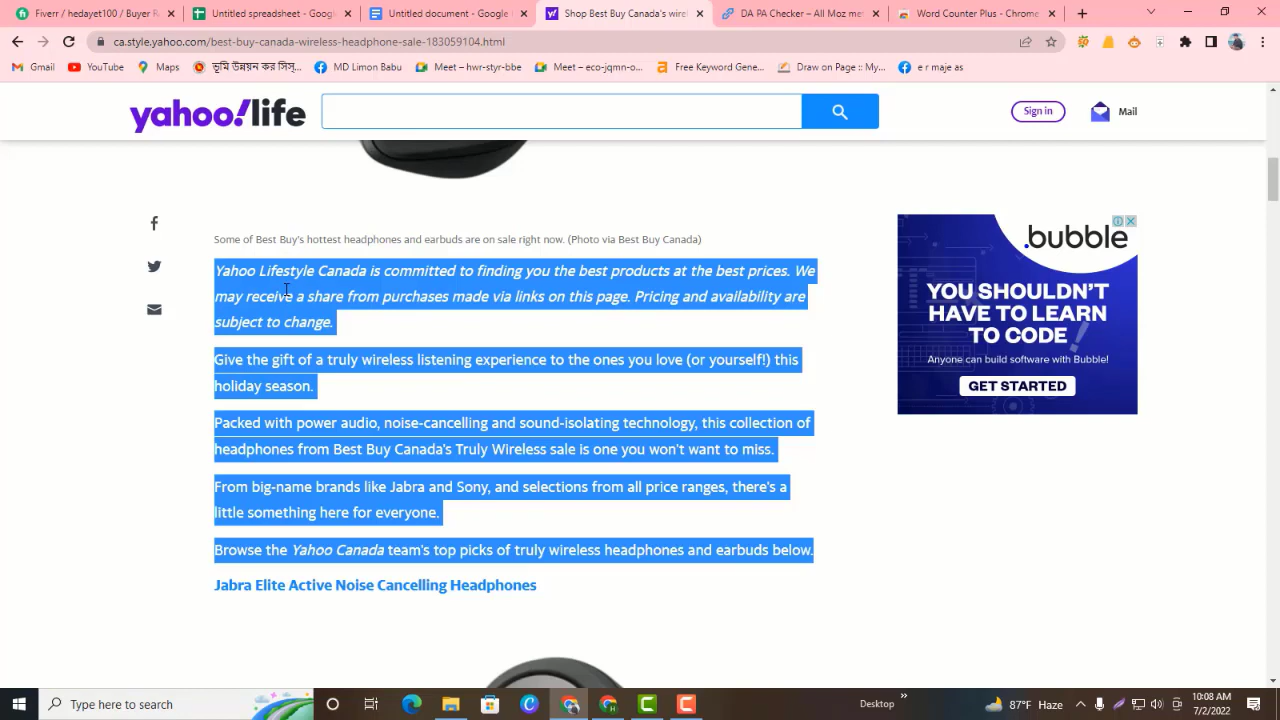 Fiverr / hedayet100 / Buyer R
Untitled spreadsheet - Google
Untitled document - Google
Shop Best Buy Canada's wirel
DA PA Checker – All Moz met
Word Counter Plus - Chrome
ca.style.yahoo.com/best-buy-canada-wireless-headphone-sale-183059104.html
Gmail
YouTube
Maps
ভূমি উন্নয়ন কর সিস্...
MD Limon Babu
Meet – hwr-styr-bbe
Meet – eco-jqmn-o...
Free Keyword Gene...
Draw on Page :: My...
e r maje as
yahoo!life
Sign in
Mail
Some of Best Buy's hottest headphones and earbuds are on sale right now. (Photo via Best Buy Canada)
Yahoo Lifestyle Canada is committed to finding you the best products at the best prices. We
may receive a share from purchases made via links on this page. Pricing and availability are
subject to change.
Give the gift of a truly wireless listening experience to the ones you love (or yourself!) this
holiday season.
Packed with power audio, noise-cancelling and sound-isolating technology, this collection of
headphones from Best Buy Canada's Truly Wireless sale is one you won't want to miss.
From big-name brands like Jabra and Sony, and selections from all price ranges, there's a
little something here for everyone.
Browse the Yahoo Canada team's top picks of truly wireless headphones and earbuds below.
Jabra Elite Active Noise Cancelling Headphones
.bubble
YOU SHOULDN'T
HAVE TO LEARN
TO CODE!
Anyone can build software with Bubble!
GET STARTED
Type here to search
Desktop
87°F Haze
10:08 AM
7/2/2022